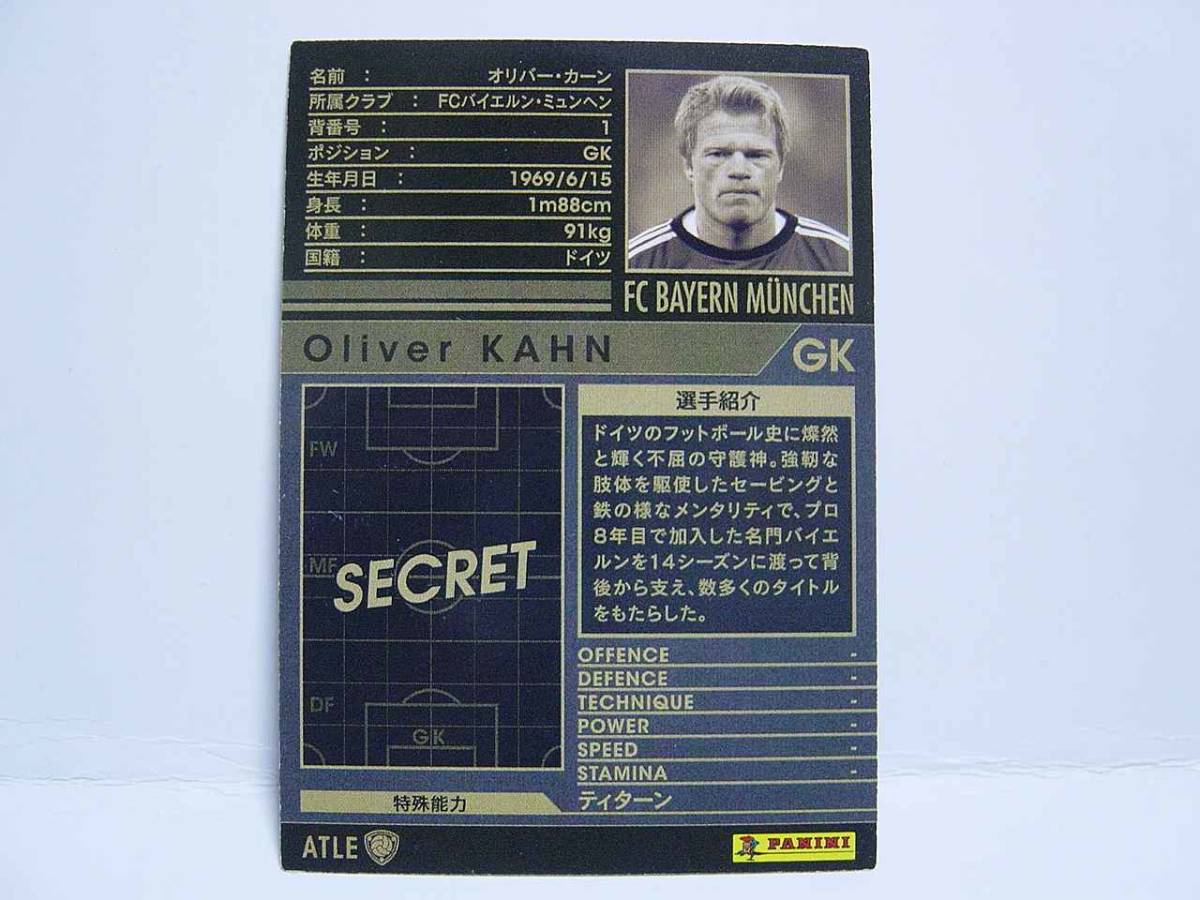 名前 : オリバー・カーン
所属クラブ : FCバイエルン・ミュンヘン
背番号 : 1
ポジション : GK
生年月日 : 1969/6/15
身長 : 1m88cm
体重 : 91kg
国籍 : ドイツ
FC BAYERN MÜNCHEN
Oliver KAHN
GK
FW
MF
SECRET
DF
GK
選手紹介
ドイツのフットボール史に燦然
と輝く不屈の守護神。強靭な
肢体を駆使したセービングと
鉄の様なメンタリティで、プロ
8年目で加入した名門バイエ
ルンを14シーズンに渡って背
後から支え、数多くのタイトル
をもたらした。
OFFENCE -
DEFENCE -
TECHNIQUE -
POWER -
SPEED -
STAMINA -
特殊能力 ティターン
ATLE
PANINI